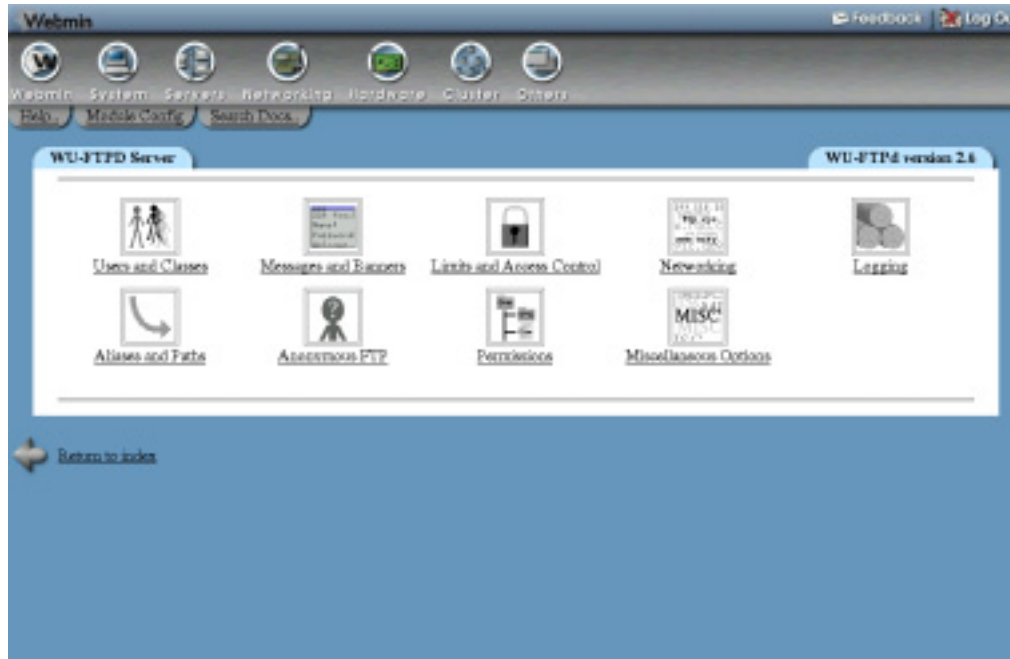 Webmin
Feedback
Log Ou
Webmin System Servers Networking Hardware Cluster Others
Help.. Module Config Search Docs..
WU-FTPD Server
WU-FTPd version 2.6
Users and Classes
Messages and Banners
Limits and Access Control
Networking
Logging
Aliases and Paths
Anonymous FTP
Permissions
MISC
Miscellaneous Options
Return to index